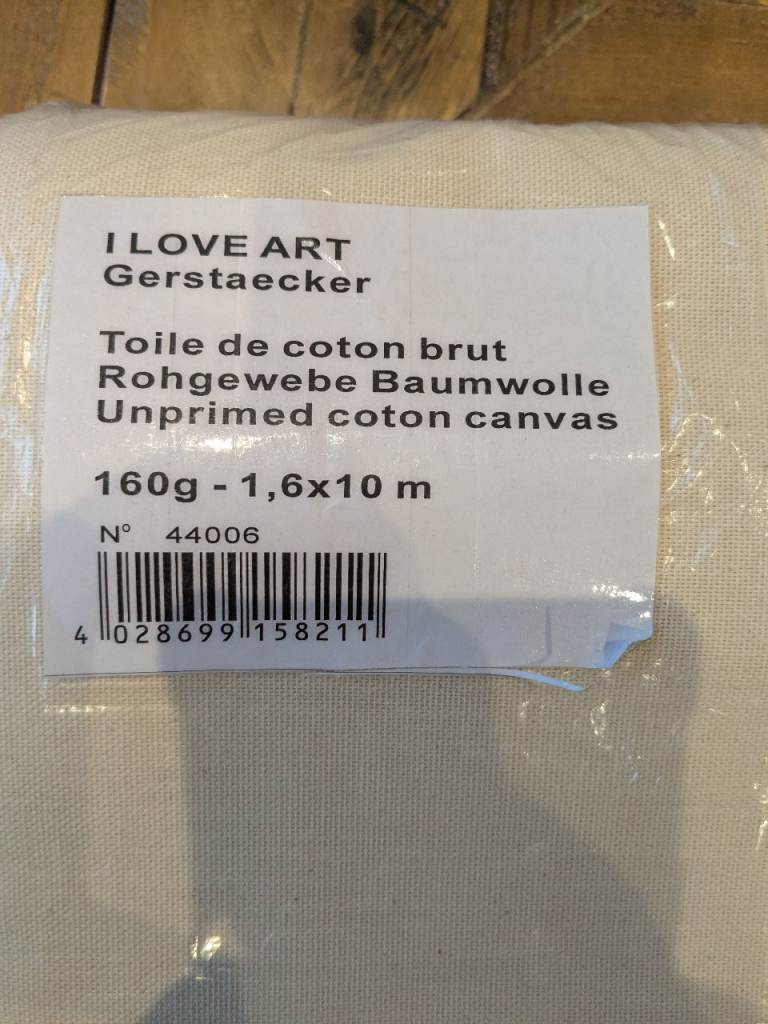 I LOVE ART
Gerstaecker
Toile de coton brut
Rohgewebe Baumwolle
Unprimed coton canvas
160g - 1,6x10 m
N° 44006
4 028699 158211